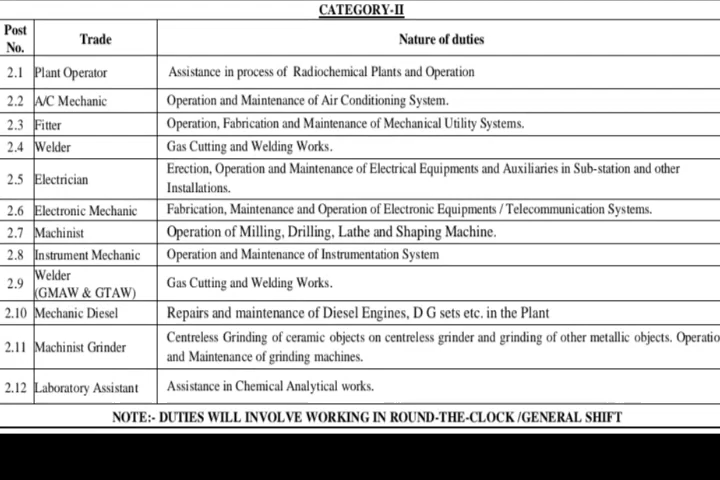 CATEGORY-II
Post No. Trade Nature of duties
2.1 Plant Operator Assistance in process of Radiochemical Plants and Operation
2.2 A/C Mechanic Operation and Maintenance of Air Conditioning System.
2.3 Fitter Operation, Fabrication and Maintenance of Mechanical Utility Systems.
2.4 Welder Gas Cutting and Welding Works.
2.5 Electrician Erection, Operation and Maintenance of Electrical Equipments and Auxiliaries in Sub-station and other
Installations.
2.6 Electronic Mechanic Fabrication, Maintenance and Operation of Electronic Equipments / Telecommunication Systems.
2.7 Machinist Operation of Milling, Drilling, Lathe and Shaping Machine.
2.8 Instrument Mechanic Operation and Maintenance of Instrumentation System
2.9 Welder
(GMAW & GTAW) Gas Cutting and Welding Works.
2.10 Mechanic Diesel Repairs and maintenance of Diesel Engines, D G sets etc. in the Plant
2.11 Machinist Grinder Centreless Grinding of ceramic objects on centreless grinder and grinding of other metallic objects. Operatio
and Maintenance of grinding machines.
2.12 Laboratory Assistant Assistance in Chemical Analytical works.
NOTE:- DUTIES WILL INVOLVE WORKING IN ROUND-THE-CLOCK /GENERAL SHIFT